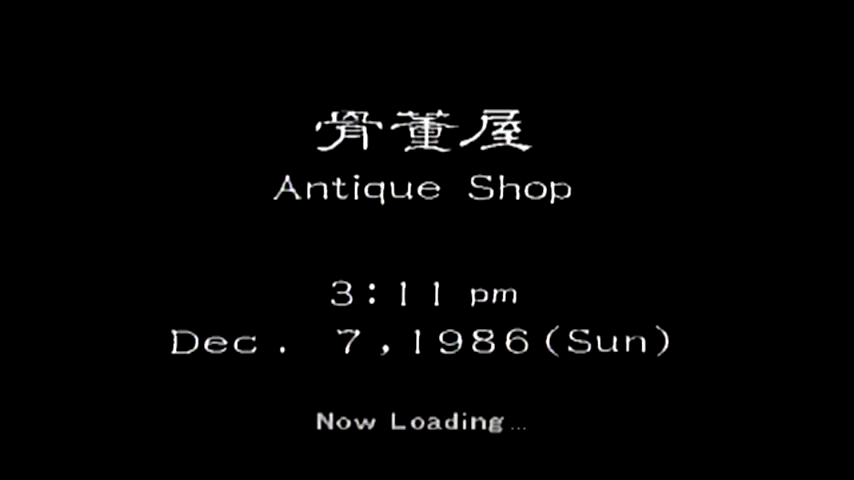 骨董屋
Antique Shop
3:11 pm
Dec. 7,1986(Sun)
Now Loading...